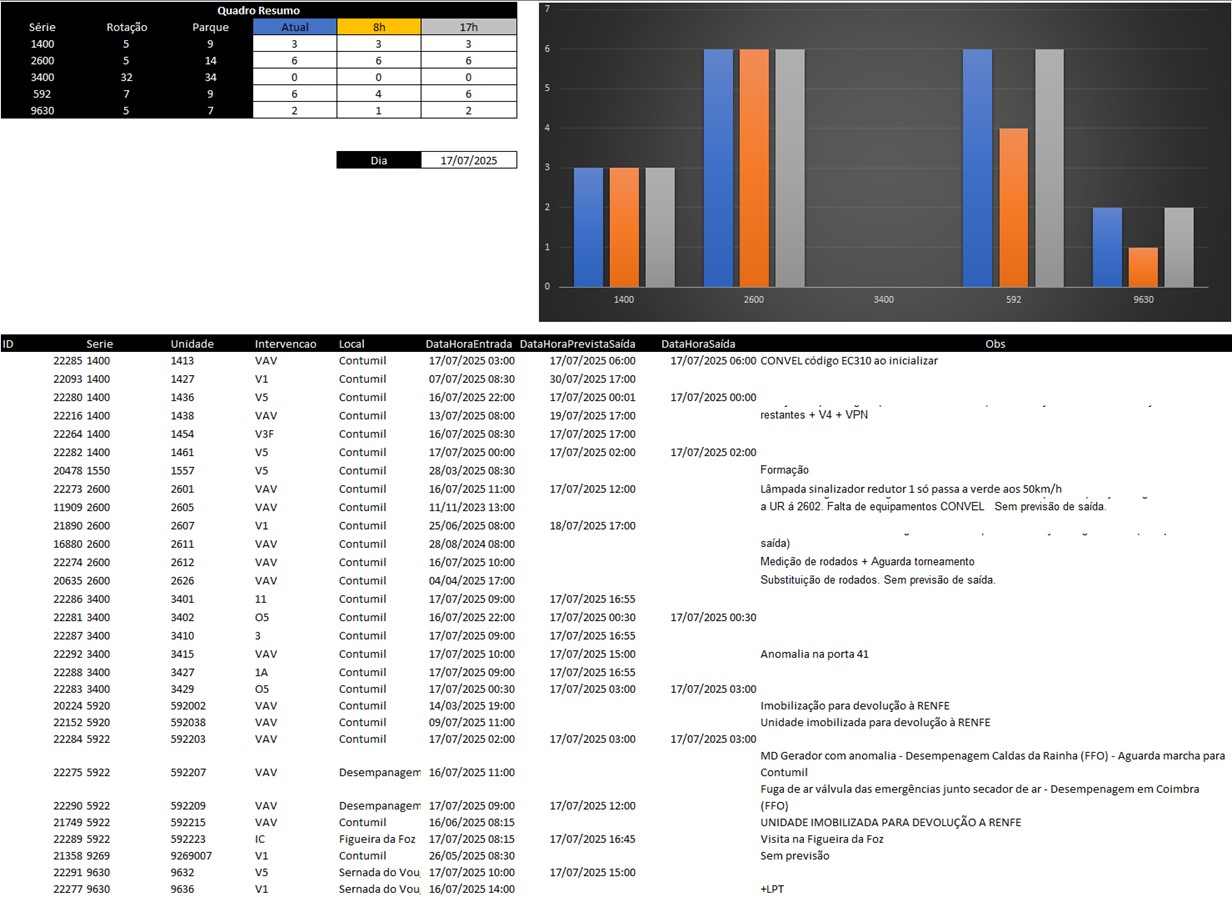 Quadro Resumo
Série Rotação Parque Atual 8h 17h
1400 5 9 3 3 3
2600 5 14 6 6 6
3400 32 34 0 0 0
592 7 9 6 4 6
9630 5 7 2 1 2
Dia 17/07/2025
7
6
5
4
3
2
1
0
1400 2600 3400 592 9630
ID Serie Unidade Intervencao Local DataHoraEntrada DataHoraPrevistaSaída DataHoraSaída Obs
22285 1400 1413 VAV Contumil 17/07/2025 03:00 17/07/2025 06:00 17/07/2025 06:00 CONVEL código EC310 ao inicializar
22093 1400 1427 V1 Contumil 07/07/2025 08:30 30/07/2025 17:00
22280 1400 1436 V5 Contumil 16/07/2025 22:00 17/07/2025 00:01 17/07/2025 00:00
22216 1400 1438 VAV Contumil 13/07/2025 08:00 19/07/2025 17:00 restantes + V4 + VPN
22264 1400 1454 V3F Contumil 16/07/2025 08:30 17/07/2025 17:00
22282 1400 1461 V5 Contumil 17/07/2025 00:00 17/07/2025 02:00 17/07/2025 02:00
20478 1550 1557 V5 Contumil 28/03/2025 08:30 Formação
22273 2600 2601 VAV Contumil 16/07/2025 11:00 17/07/2025 12:00 Lâmpada sinalizador redutor 1 só passa a verde aos 50km/h
11909 2600 2605 VAV Contumil 11/11/2023 13:00 a UR á 2602. Falta de equipamentos CONVEL Sem previsão de saída.
21890 2600 2607 V1 Contumil 25/06/2025 08:00 18/07/2025 17:00
16880 2600 2611 VAV Contumil 28/08/2024 08:00 saída)
22274 2600 2612 VAV Contumil 16/07/2025 10:00 Medição de rodados + Aguarda torneamento
20635 2600 2626 VAV Contumil 04/04/2025 17:00 Substituição de rodados. Sem previsão de saída.
22286 3400 3401 11 Contumil 17/07/2025 09:00 17/07/2025 16:55
22281 3400 3402 O5 Contumil 16/07/2025 22:00 17/07/2025 00:30 17/07/2025 00:30
22287 3400 3410 3 Contumil 17/07/2025 09:00 17/07/2025 16:55
22292 3400 3415 VAV Contumil 17/07/2025 10:00 17/07/2025 15:00 Anomalia na porta 41
22288 3400 3427 1A Contumil 17/07/2025 09:00 17/07/2025 16:55
22283 3400 3429 O5 Contumil 17/07/2025 00:30 17/07/2025 03:00 17/07/2025 03:00
20224 5920 592002 VAV Contumil 14/03/2025 19:00 Imobilização para devolução à RENFE
22152 5920 592038 VAV Contumil 09/07/2025 11:00 Unidade imobilizada para devolução à RENFE
22284 5922 592203 VAV Contumil 17/07/2025 02:00 17/07/2025 03:00 17/07/2025 03:00
MD Gerador com anomalia - Desempenagem Caldas da Rainha (FFO) - Aguarda marcha para
22275 5922 592207 VAV Desempanagem 16/07/2025 11:00 Contumil
Fuga de ar válvula das emergências junto secador de ar - Desempenagem em Coimbra
22290 5922 592209 VAV Desempanagem 17/07/2025 09:00 17/07/2025 12:00 (FFO)
21749 5922 592215 VAV Contumil 16/06/2025 08:15 UNIDADE IMOBILIZADA PARA DEVOLUÇÃO A RENFE
22289 5922 592223 IC Figueira da Foz 17/07/2025 08:15 17/07/2025 16:45 Visita na Figueira da Foz
21358 9269 9269007 V1 Contumil 26/05/2025 08:30 Sem previsão
22291 9630 9632 V5 Sernada do Vou 17/07/2025 10:00 17/07/2025 15:00
22277 9630 9636 V1 Sernada do Vou 16/07/2025 14:00 +LPT